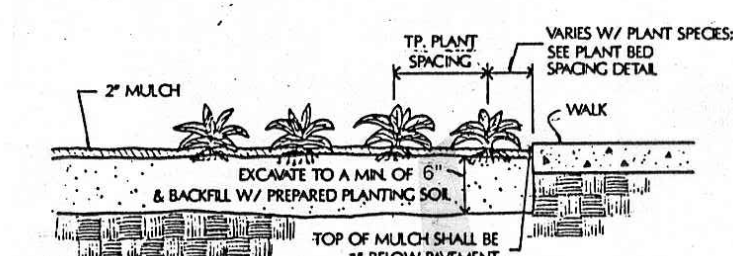 TP. PLANT
SPACING
VARIES W/ PLANT SPECIES;
SEE PLANT BED
SPACING DETAIL
2" MULCH
WALK
EXCAVATE TO A MIN. OF 6"
& BACKFILL W/ PREPARED PLANTING SOIL
TOP OF MULCH SHALL BE
BELOW PAVEMENT